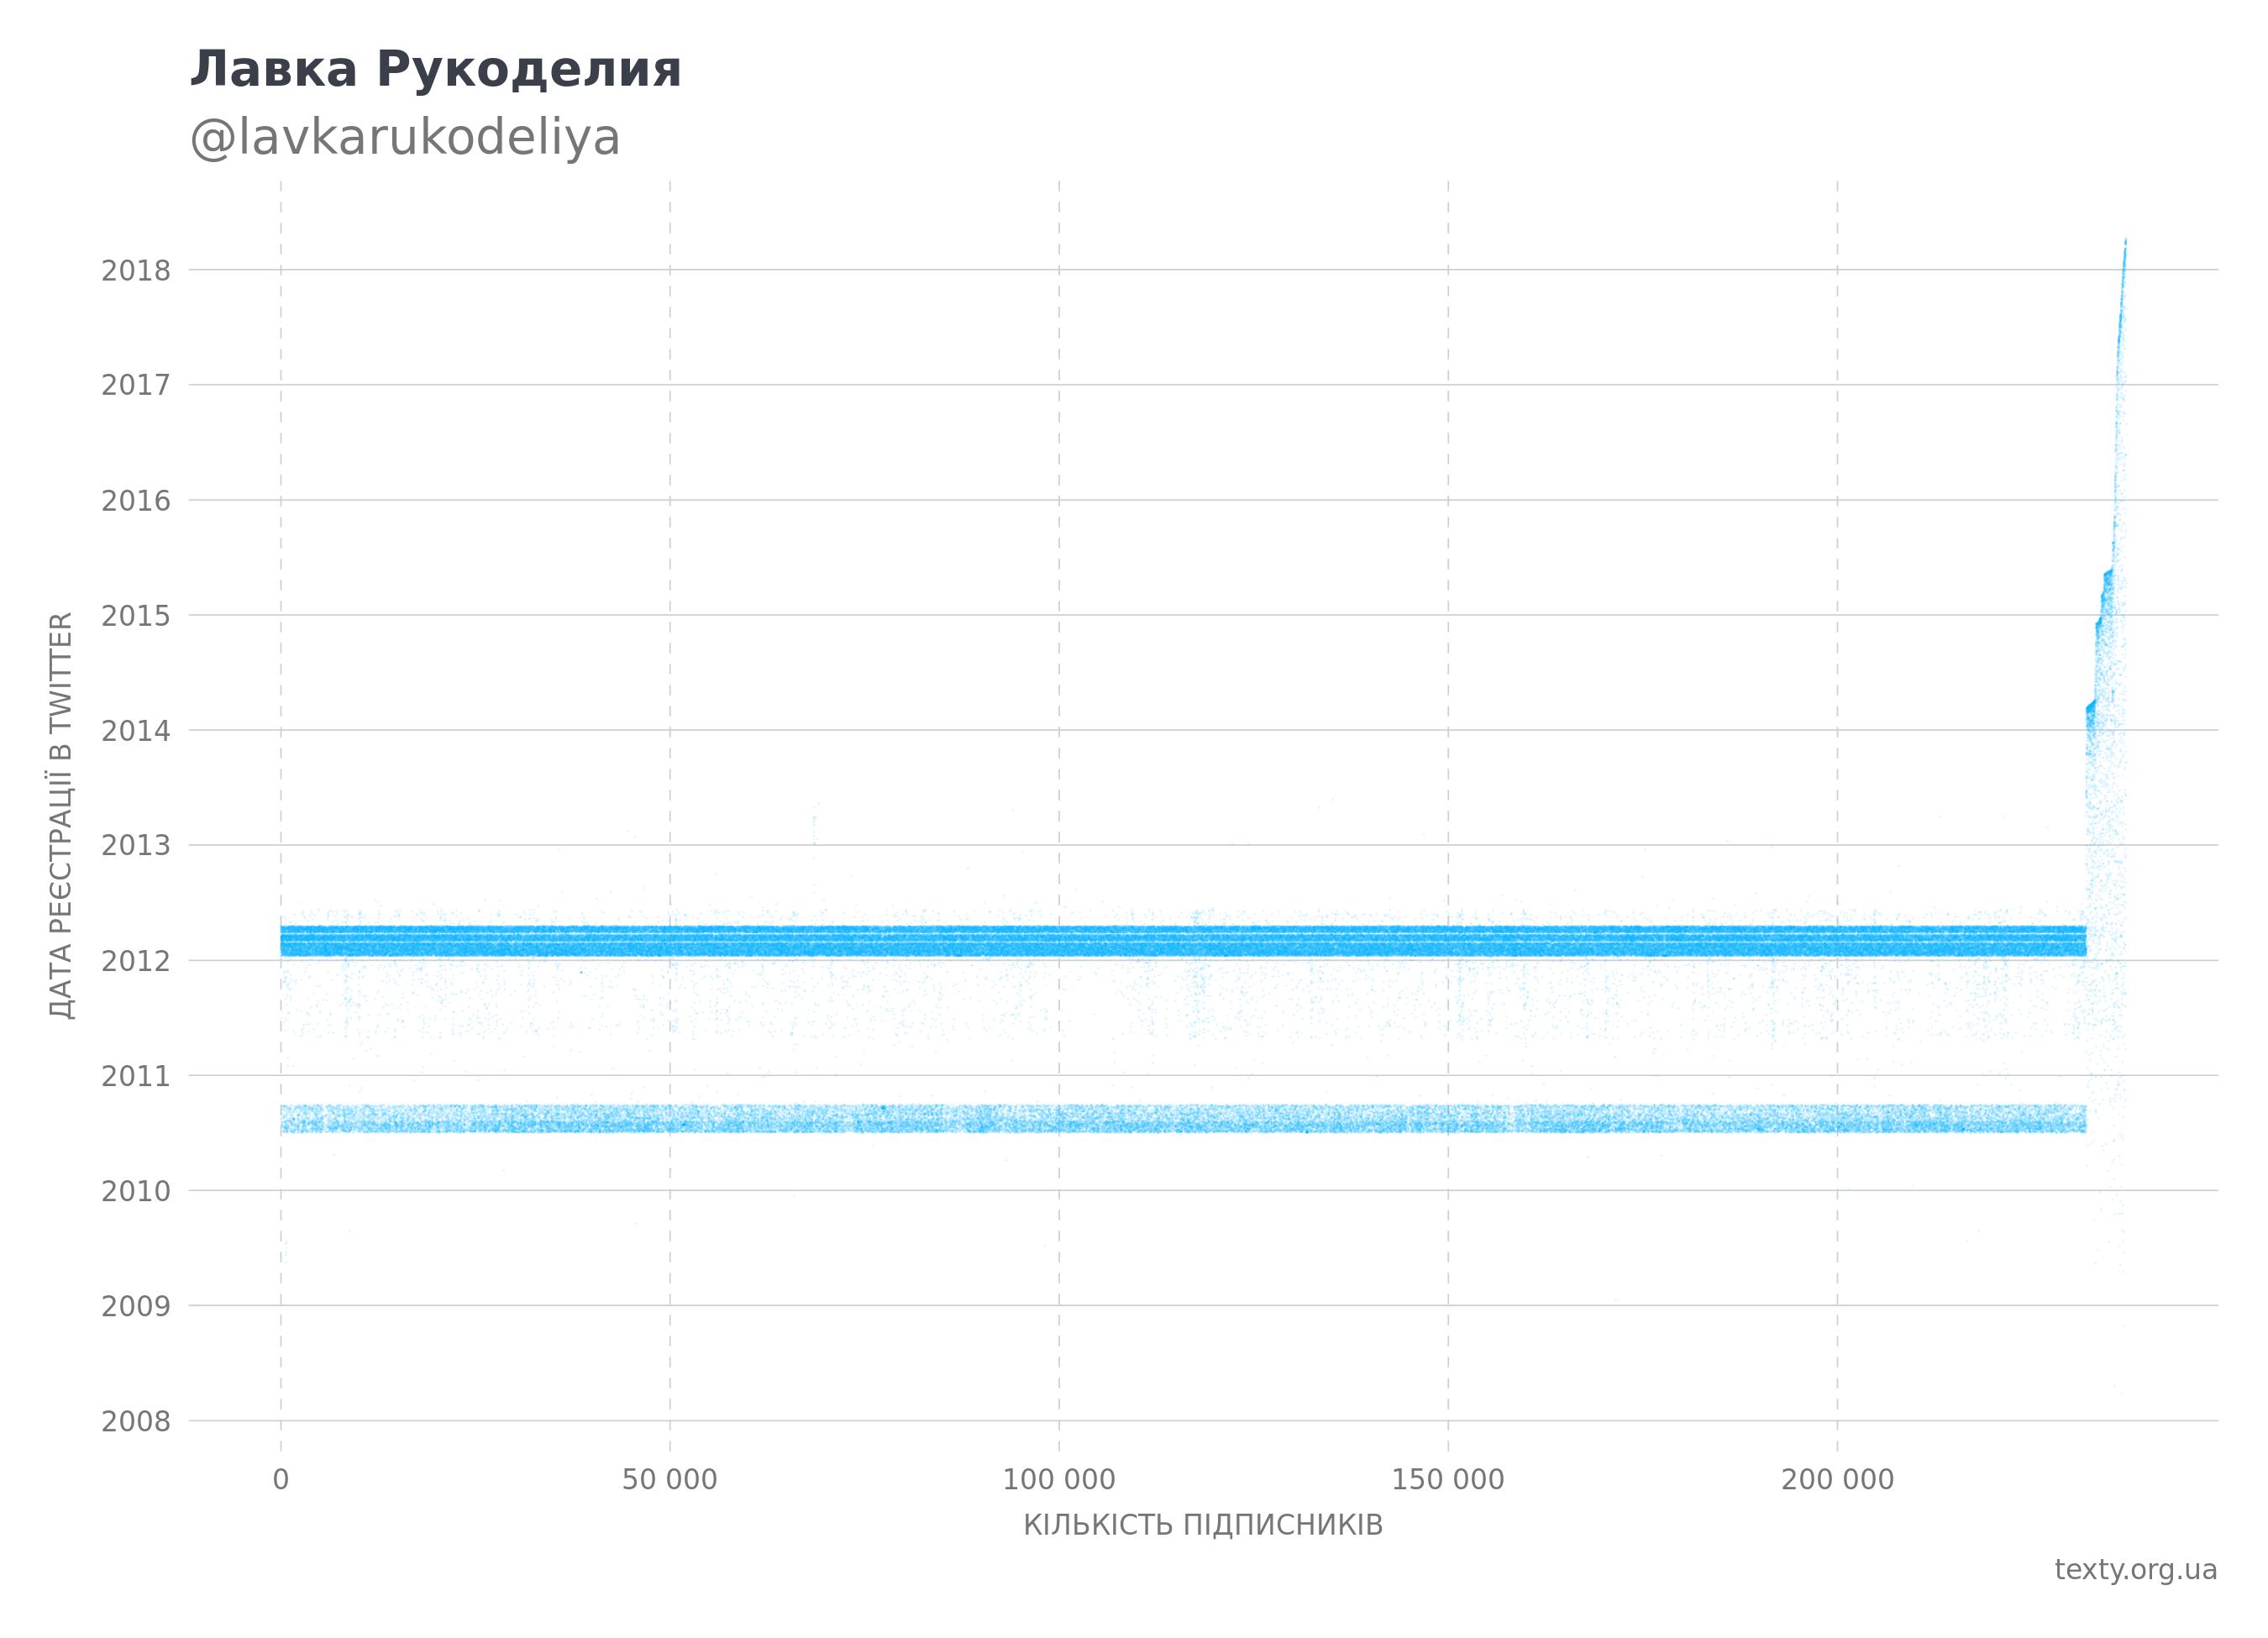 Лавка Рукоделия
@lavkarukodeliya
2018
2017
2016
2015
2014
2013
2012
2011
2010
2009
2008
ДАТА РЕЄСТРАЦІЇ В TWITTER
0 50 000 100 000 150 000 200 000
КІЛЬКІСТЬ ПІДПИСНИКІВ
texty.org.ua